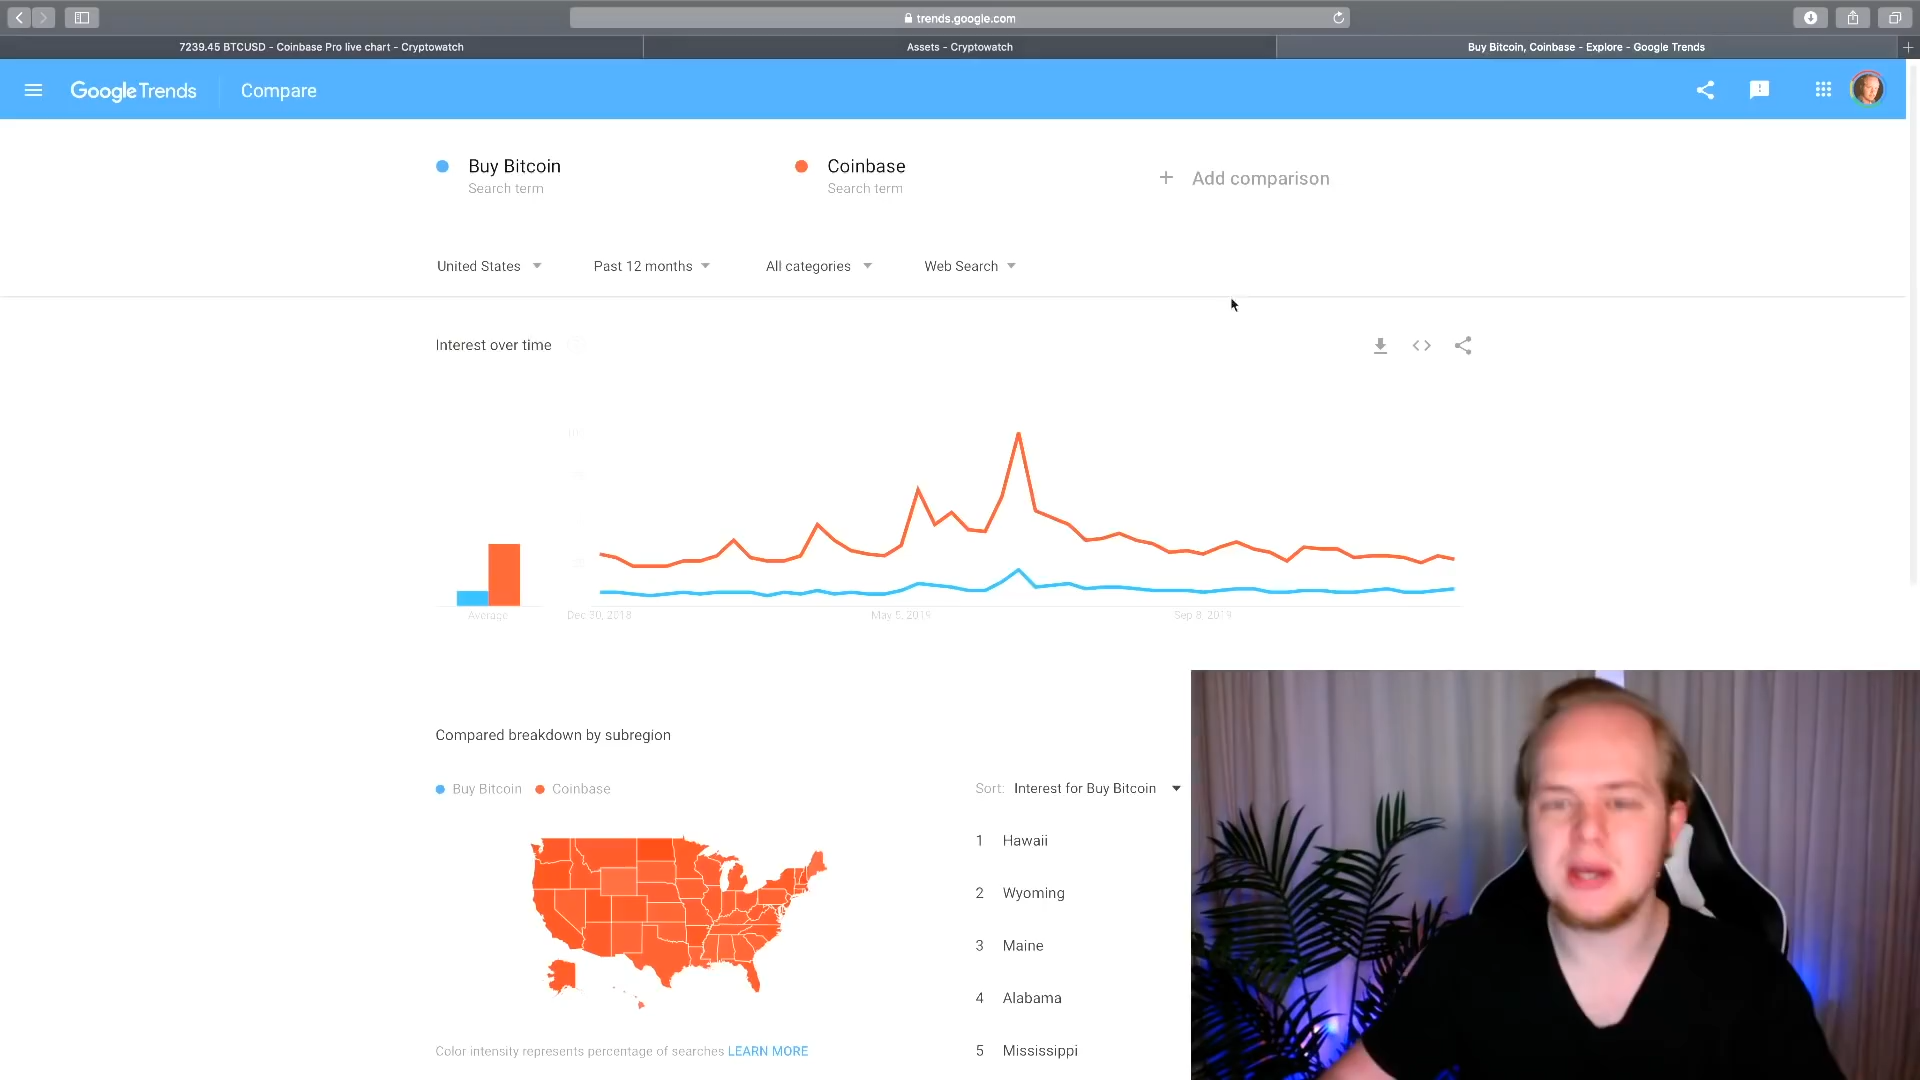 trends.google.com
7239.45 BTCUSD - Coinbase Pro live chart - Cryptowatch
Assets - Cryptowatch
Buy Bitcoin, Coinbase - Explore - Google Trends
Google Trends
Compare
Buy Bitcoin
Search term
Coinbase
Search term
+ Add comparison
United States
Past 12 months
All categories
Web Search
Interest over time
Average
Dec 30, 2018
May 5, 2019
Sep 8, 2019
Compared breakdown by subregion
Buy Bitcoin
Coinbase
Sort: Interest for Buy Bitcoin
1 Hawaii
2 Wyoming
3 Maine
4 Alabama
5 Mississippi
Color intensity represents percentage of searches LEARN MORE